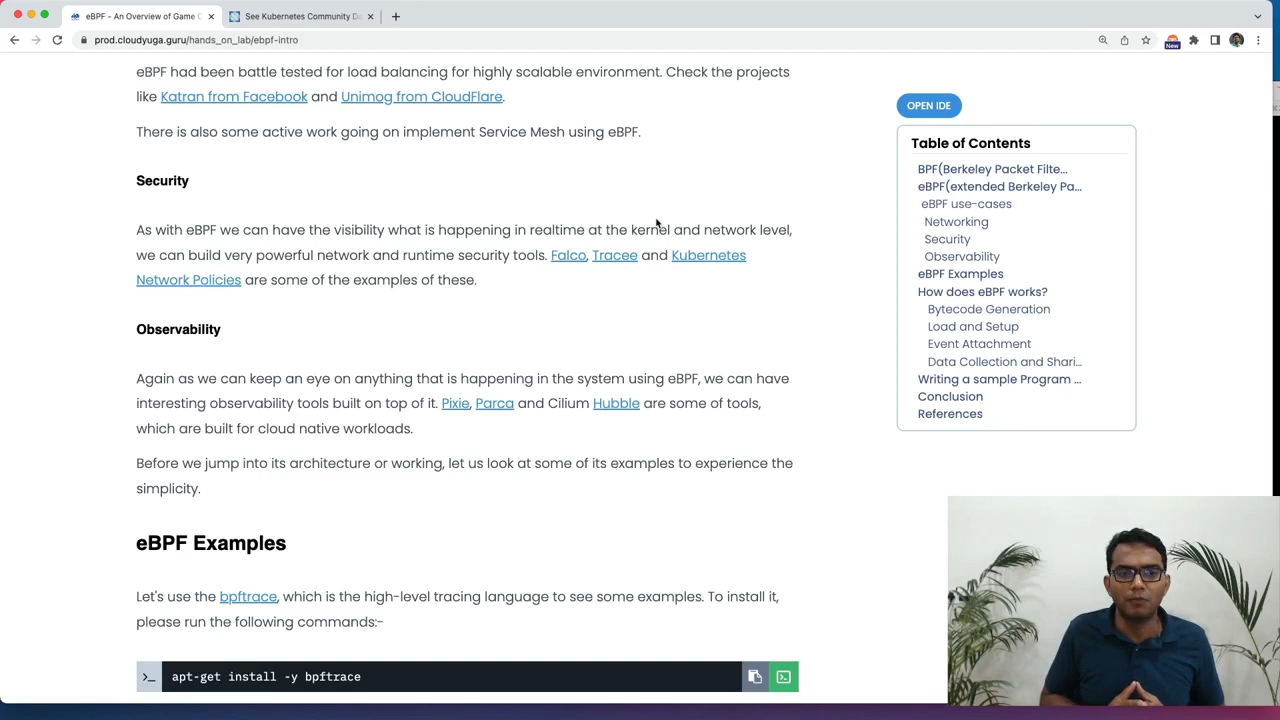 eBPF - An Overview of Game C
See Kubernetes Community Da
prod.cloudyuga.guru/hands_on_lab/ebpf-intro
New
eBPF had been battle tested for load balancing for highly scalable environment. Check the projects
like Katran from Facebook and Unimog from CloudFlare.
There is also some active work going on implement Service Mesh using eBPF.
Security
As with eBPF we can have the visibility what is happening in realtime at the kernel and network level,
we can build very powerful network and runtime security tools. Falco, Tracee and Kubernetes
Network Policies are some of the examples of these.
Observability
Again as we can keep an eye on anything that is happening in the system using eBPF, we can have
interesting observability tools built on top of it. Pixie, Parca and Cilium Hubble are some of tools,
which are built for cloud native workloads.
Before we jump into its architecture or working, let us look at some of its examples to experience the
simplicity.
eBPF Examples
Let's use the bpftrace, which is the high-level tracing language to see some examples. To install it,
please run the following commands:-
>_ apt-get install -y bpftrace
OPEN IDE
Table of Contents
BPF(Berkeley Packet Filte...
eBPF(extended Berkeley Pa...
eBPF use-cases
Networking
Security
Observability
eBPF Examples
How does eBPF works?
Bytecode Generation
Load and Setup
Event Attachment
Data Collection and Shari...
Writing a sample Program ...
Conclusion
References